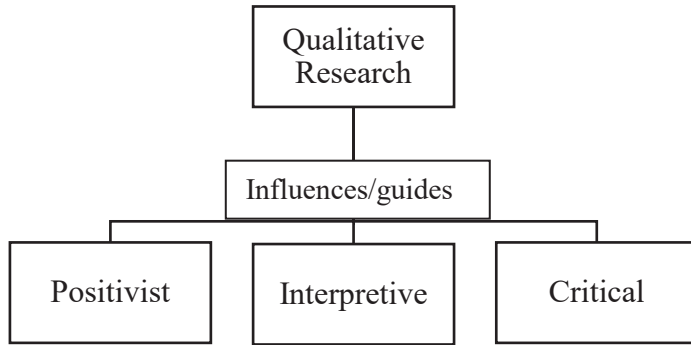 Qualitative
Research
Influences/guides
Positivist
Interpretive
Critical